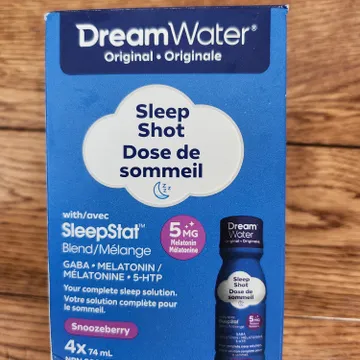 DreamWater®
Original • Originale
Sleep
Shot
Dose de
sommeil
with/avec
SleepStat™
Blend/Mélange
5++
MG
Melatonin
Mélatonine
GABA • MELATONIN /
MÉLATONINE • 5-HTP
Your complete sleep solution.
Votre solution complète pour
le sommeil.
Snoozeberry
4x 74 mL
Dream
Water
Original • Originale
Sleep
Shot
Dose de
sommeil